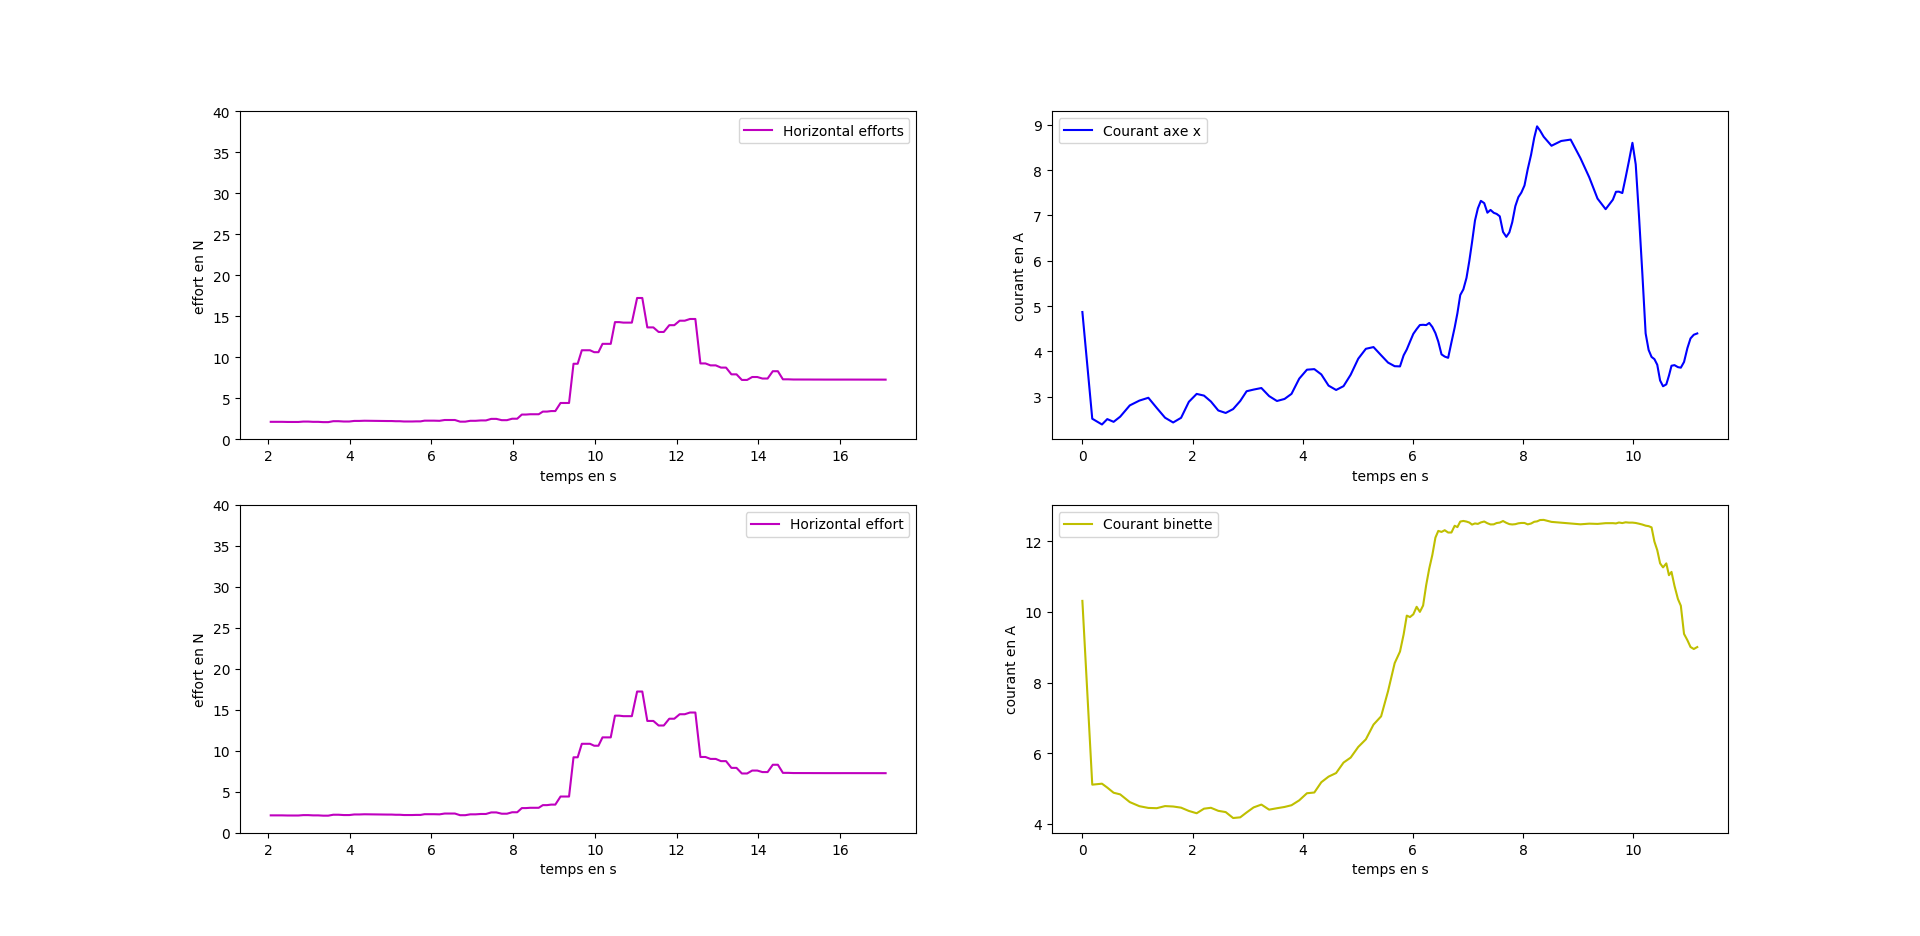 Horizontal efforts
effort en N
40
35
30
25
20
15
10
5
0
2 4 6 8 10 12 14 16
temps en s
Courant axe x
courant en A
9
8
7
6
5
4
3
0 2 4 6 8 10
temps en s
Horizontal effort
effort en N
40
35
30
25
20
15
10
5
0
2 4 6 8 10 12 14 16
temps en s
Courant binette
courant en A
12
10
8
6
4
0 2 4 6 8 10
temps en s